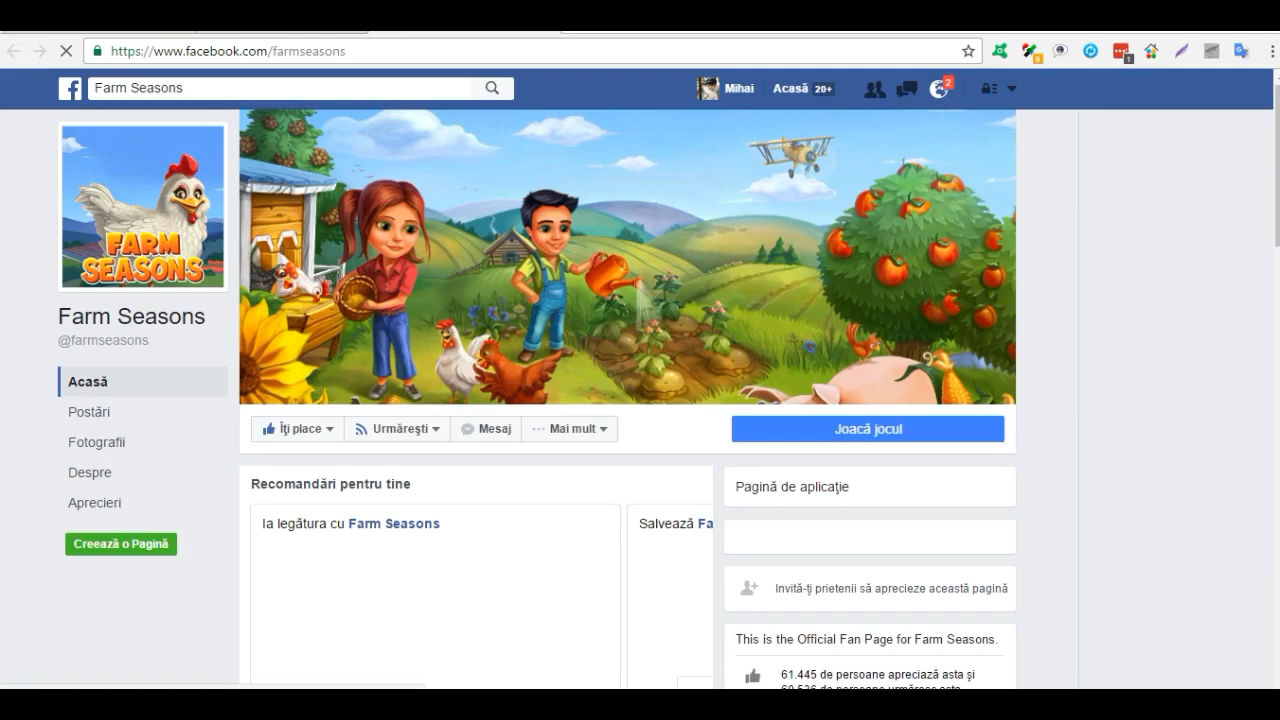 https://www.facebook.com/farmseasons
Farm Seasons
Mihai
Acasă 20+
2
FARM
SEASONS
Farm Seasons
@farmseasons
Acasă
Postări
Fotografii
Despre
Aprecieri
Creează o Pagină
Îți place
Urmărești
Mesaj
Mai mult
Joacă jocul
Recomandări pentru tine
Ia legătura cu Farm Seasons
Salvează Fa
Pagină de aplicație
Invită-ți prietenii să aprecieze această pagină
This is the Official Fan Page for Farm Seasons.
61.445 de persoane apreciază asta și